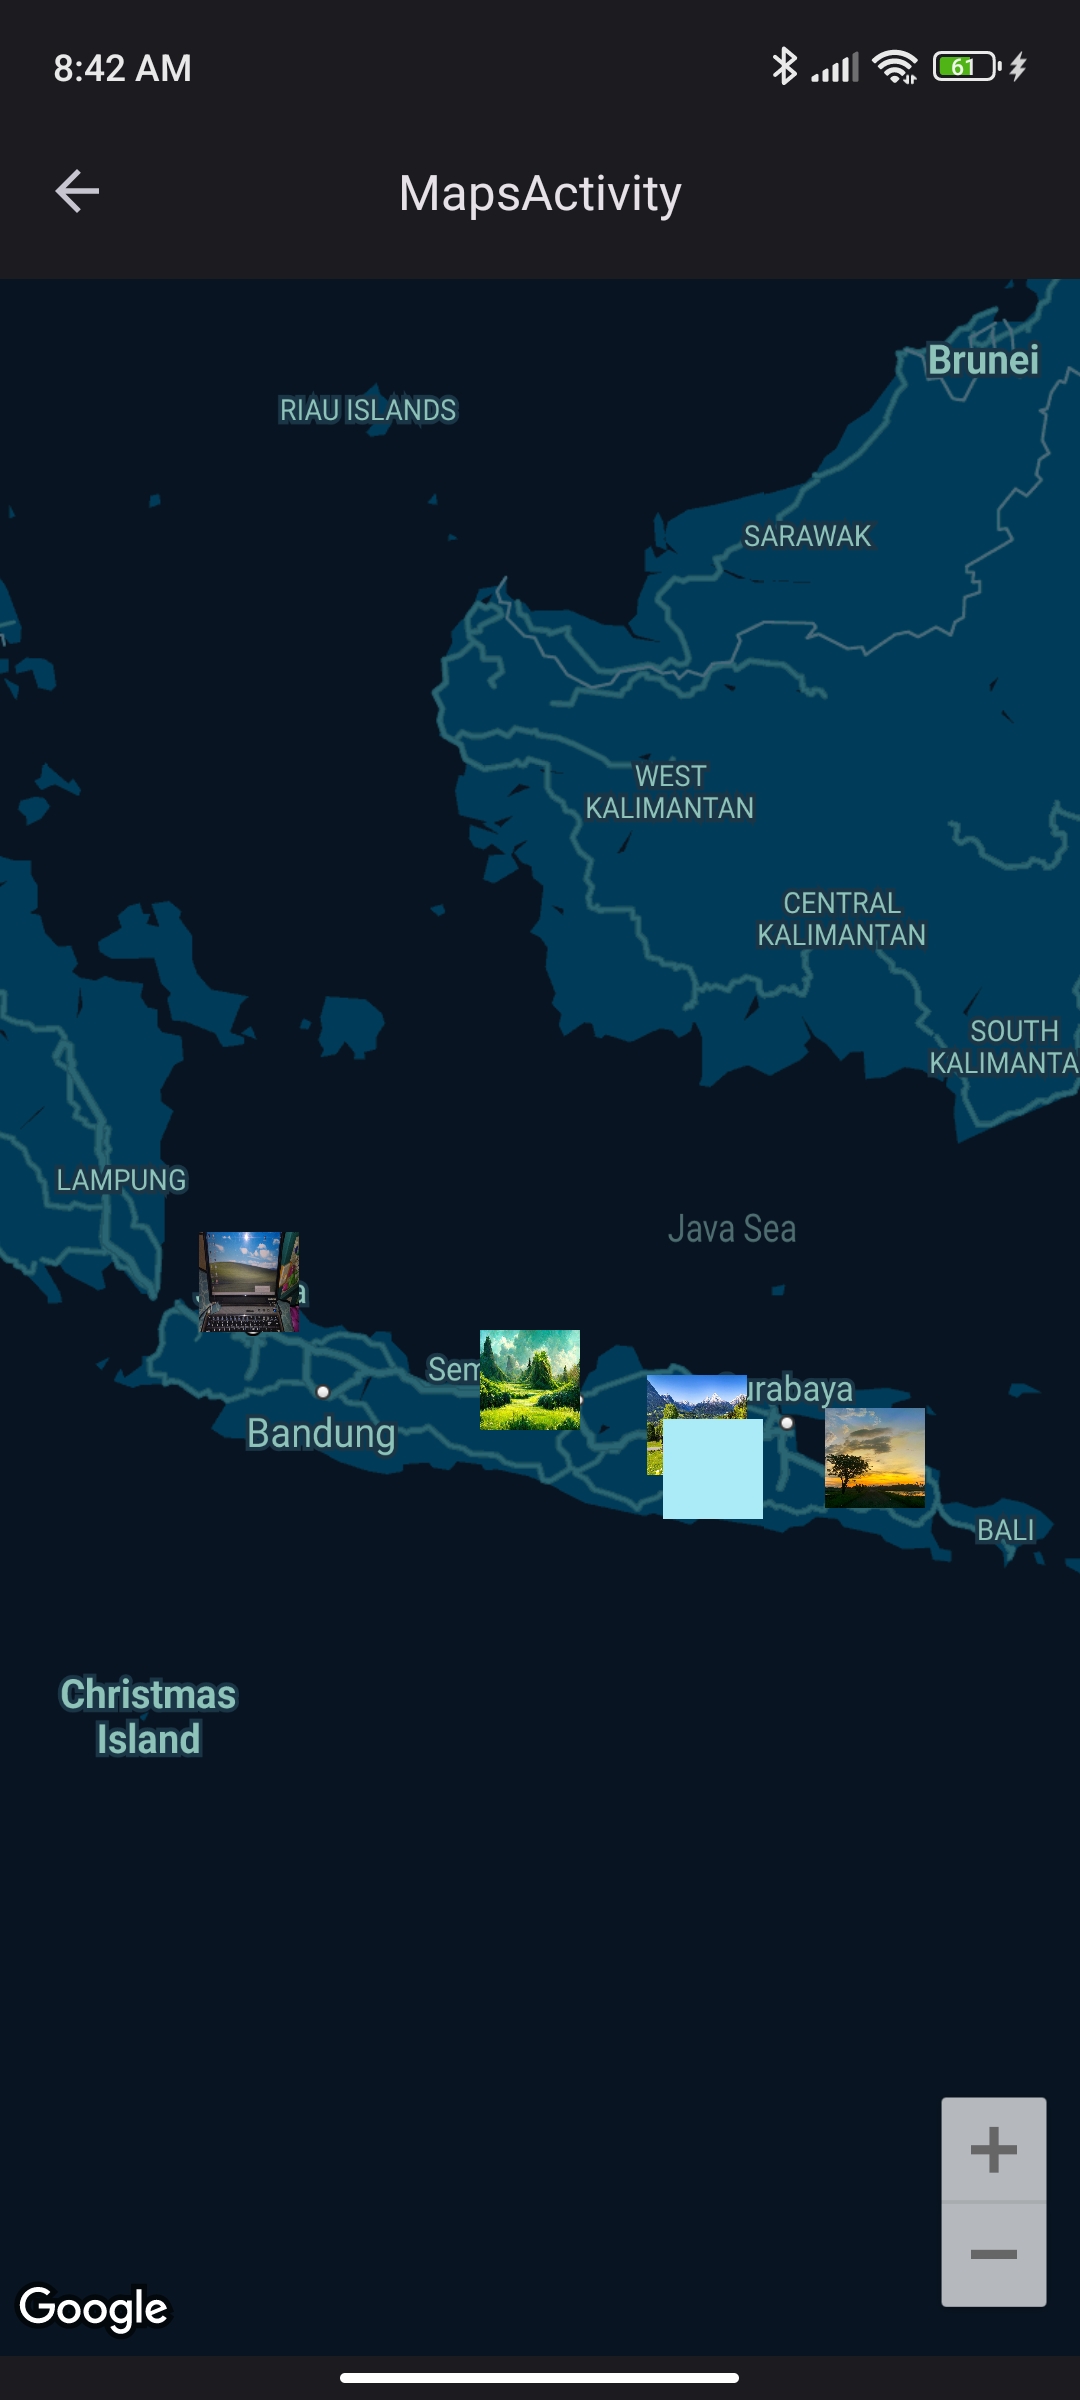 8:42 AM
61
MapsActivity
Brunei
RIAU ISLANDS
SARAWAK
WEST
KALIMANTAN
CENTRAL
KALIMANTAN
SOUTH
KALIMANTA
LAMPUNG
Java Sea
Sem
urabaya
Bandung
BALI
Christmas
Island
Google